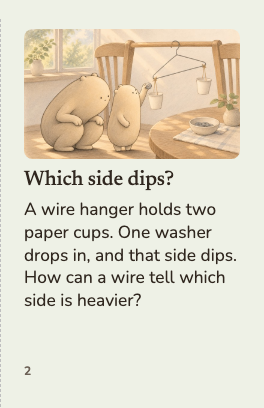 Which side dips?
A wire hanger holds two
paper cups. One washer
drops in, and that side dips.
How can a wire tell which
side is heavier?
2